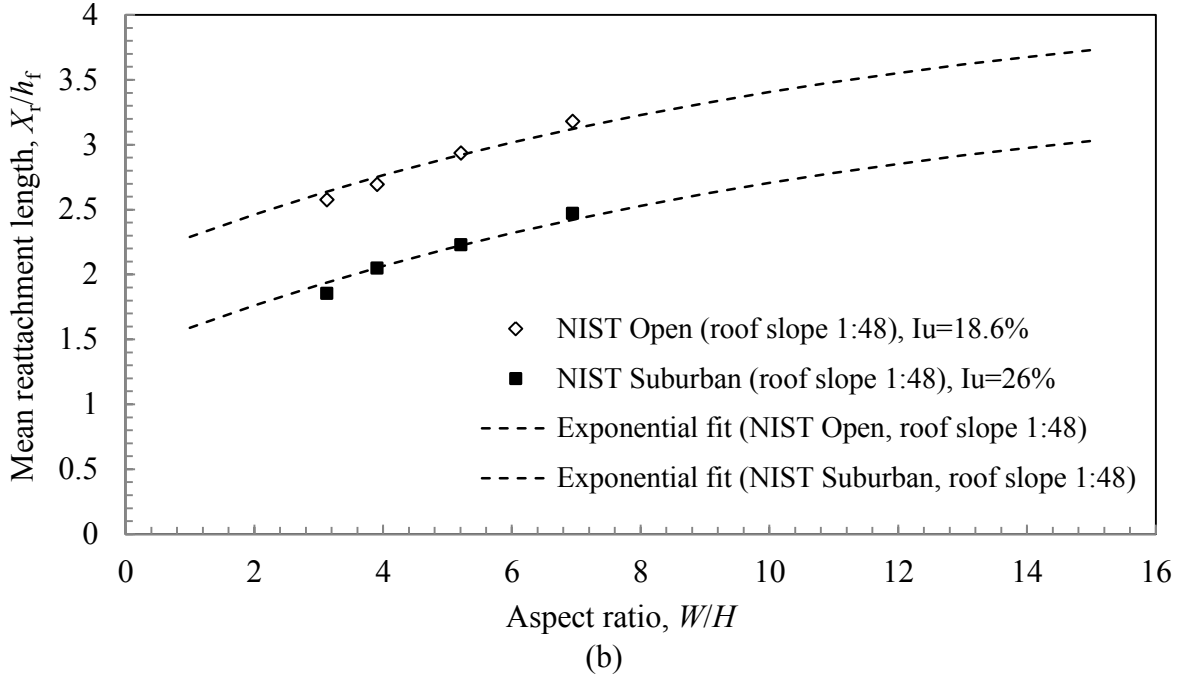 4
3.5
3
2.5
2
1.5
1
0.5
0
Mean reattachment length, Xr/hf
NIST Open (roof slope 1:48), Iu=18.6%
NIST Suburban (roof slope 1:48), Iu=26%
Exponential fit (NIST Open, roof slope 1:48)
Exponential fit (NIST Suburban, roof slope 1:48)
0 2 4 6 8 10 12 14 16
Aspect ratio, W/H
(b)